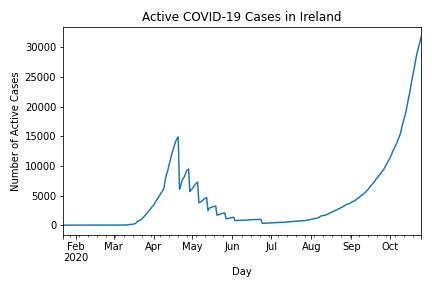 Active COVID-19 Cases in Ireland
Number of Active Cases
30000
25000
20000
15000
10000
5000
0
Feb Mar Apr May Jun Jul Aug Sep Oct
2020
Day